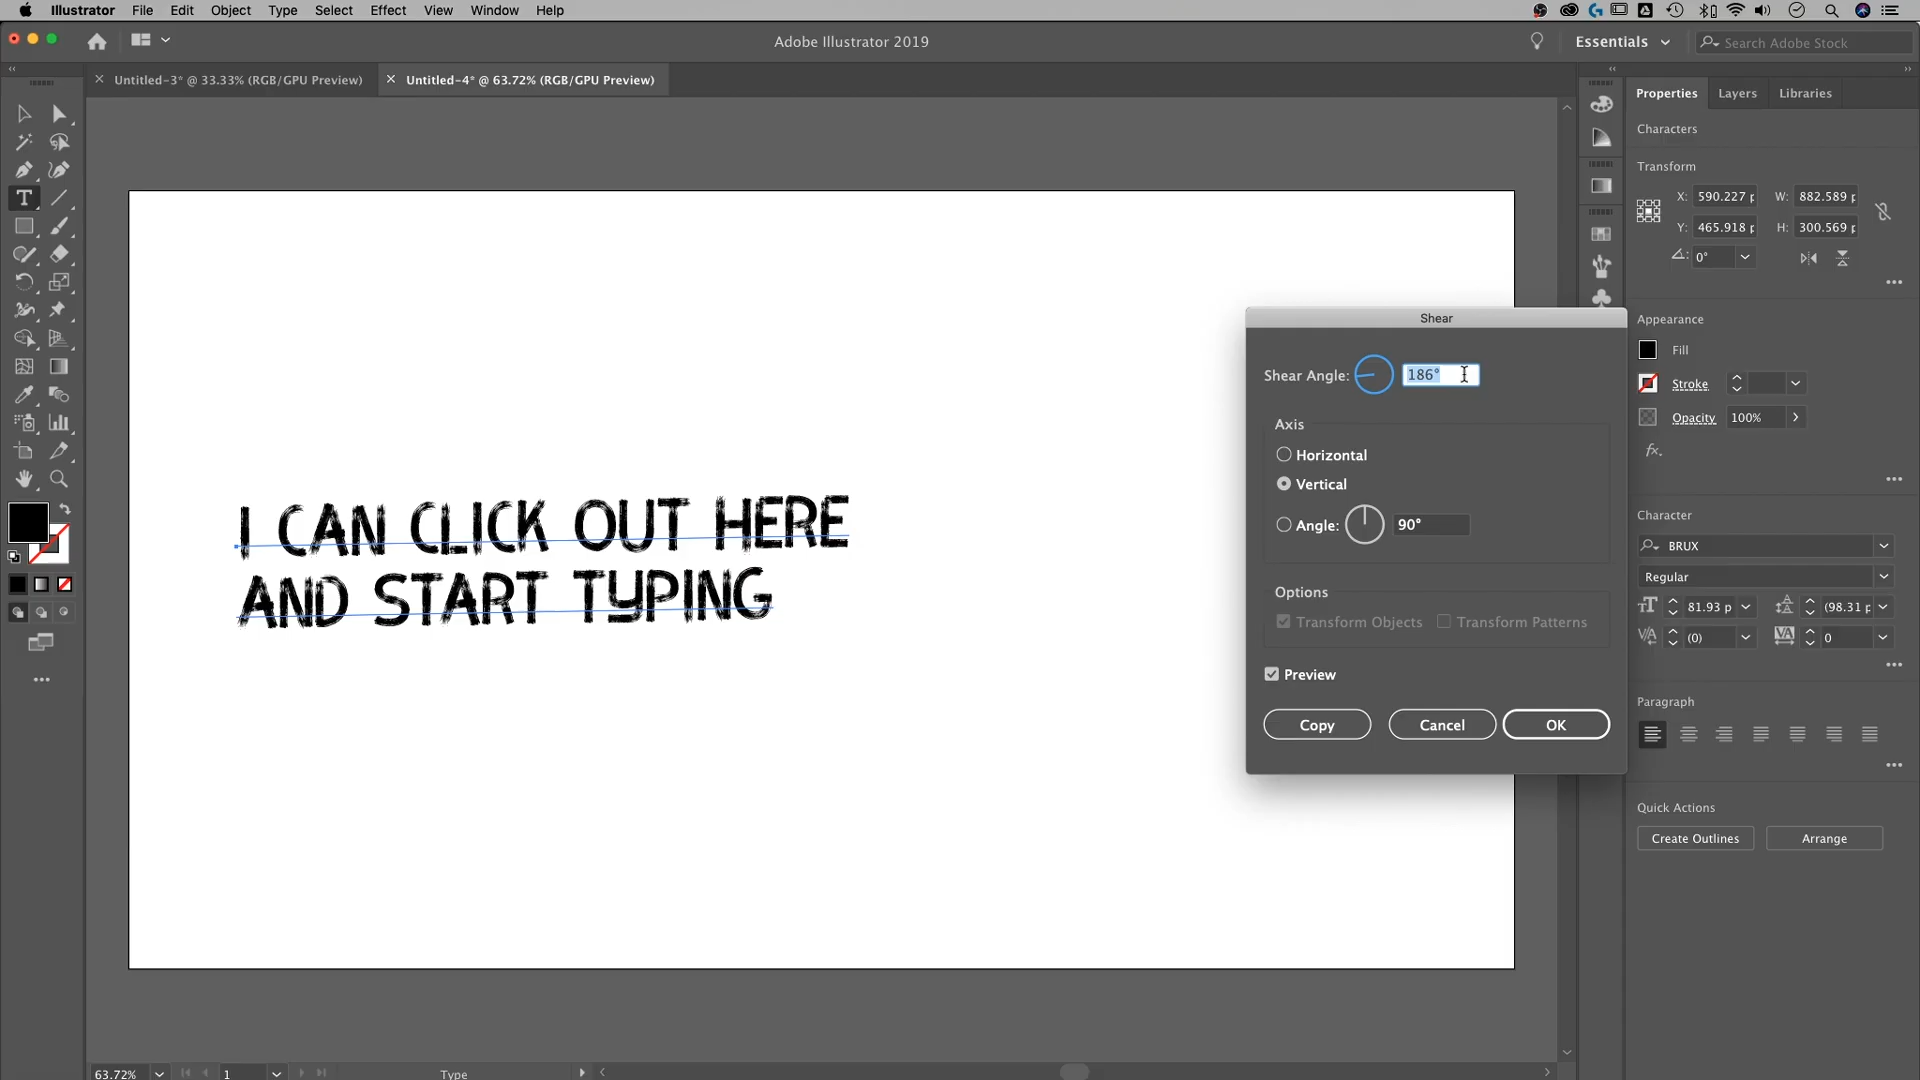 Illustrator File Edit Object Type Select Effect View Window Help
Adobe Illustrator 2019
Essentials
Search Adobe Stock
Untitled-3* @ 33.33% (RGB/GPU Preview)
Untitled-4* @ 63.72% (RGB/GPU Preview)
Properties Layers Libraries
Characters
Transform
X: 590.227 p W: 882.589 p
Y: 465.918 p H: 300.569 p
0°
Appearance
Fill
Stroke
Opacity 100%
fx.
Character
BRUX
Regular
81.93 p (98.31 p
(0) 0
Paragraph
Quick Actions
Create Outlines Arrange
Shear
Shear Angle: 186°
Axis
Horizontal
Vertical
Angle: 90°
Options
Transform Objects Transform Patterns
Preview
Copy Cancel OK
I CAN CLICK OUT HERE
AND START TYPING
63.72% 1 Type